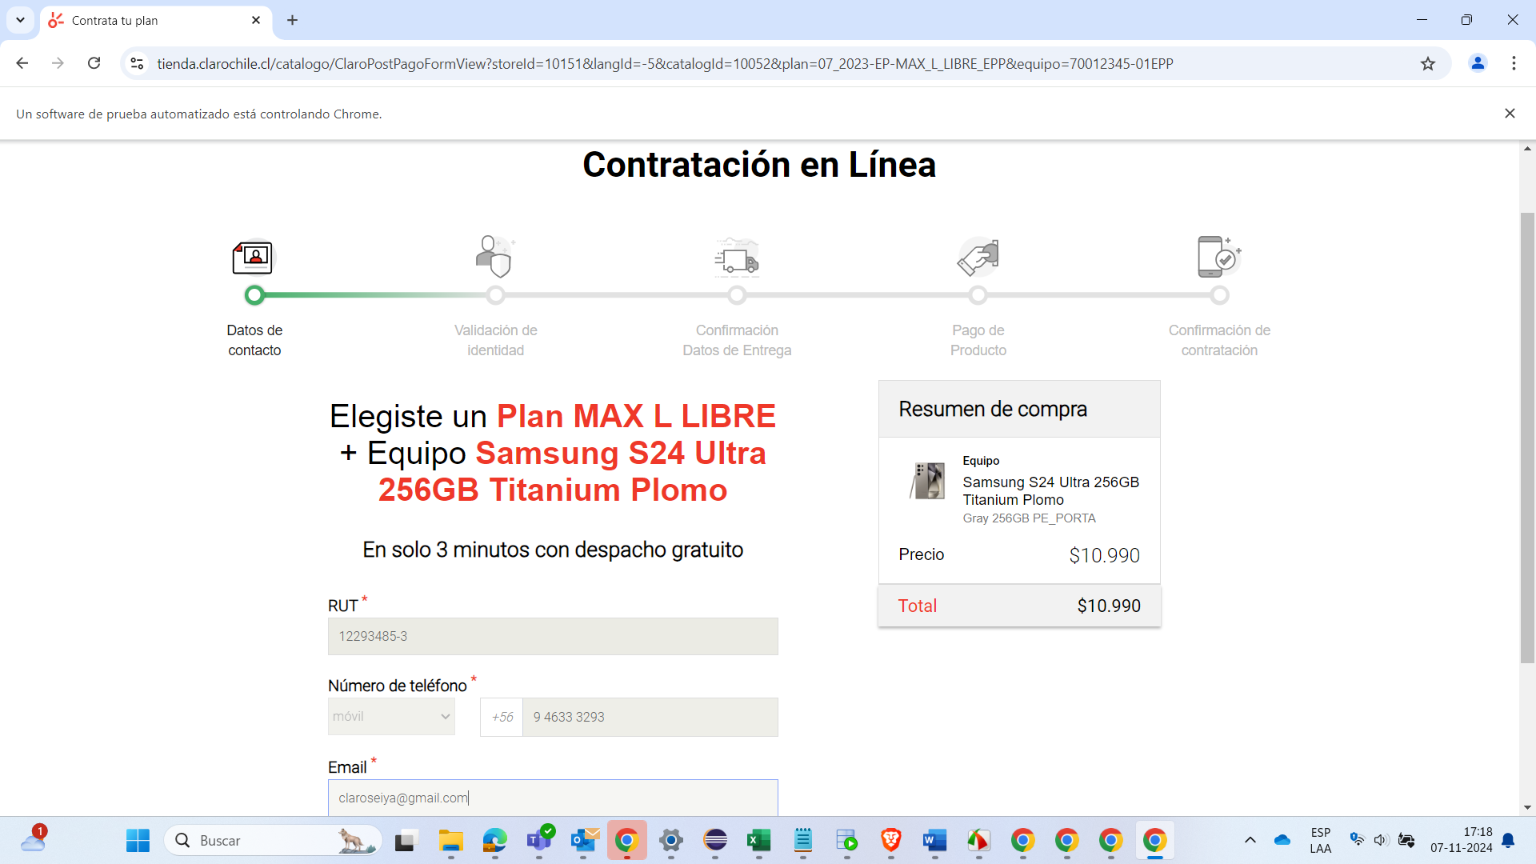 Contrata tu plan
tienda.clarochile.cl/catalogo/ClaroPostPagoFormView?storeId=10151&langId=-5&catalogId=10052&plan=07_2023-EP-MAX_L_LIBRE_EPP&equipo=70012345-01EPP
Un software de prueba automatizado está controlando Chrome.
Contratación en Línea
Datos de
contacto
Validación de
identidad
Confirmación
Datos de Entrega
Pago de
Producto
Confirmación de
contratación
Elegiste un Plan MAX L LIBRE
+ Equipo Samsung S24 Ultra
256GB Titanium Plomo
En solo 3 minutos con despacho gratuito
RUT *
12293485-3
Número de teléfono *
móvil
+56
9 4633 3293
Email *
claroseiya@gmail.com
Resumen de compra
Equipo
Samsung S24 Ultra 256GB
Titanium Plomo
Gray 256GB PE_PORTA
Precio $10.990
Total $10.990
1
Buscar
ESP
LAA
17:18
07-11-2024